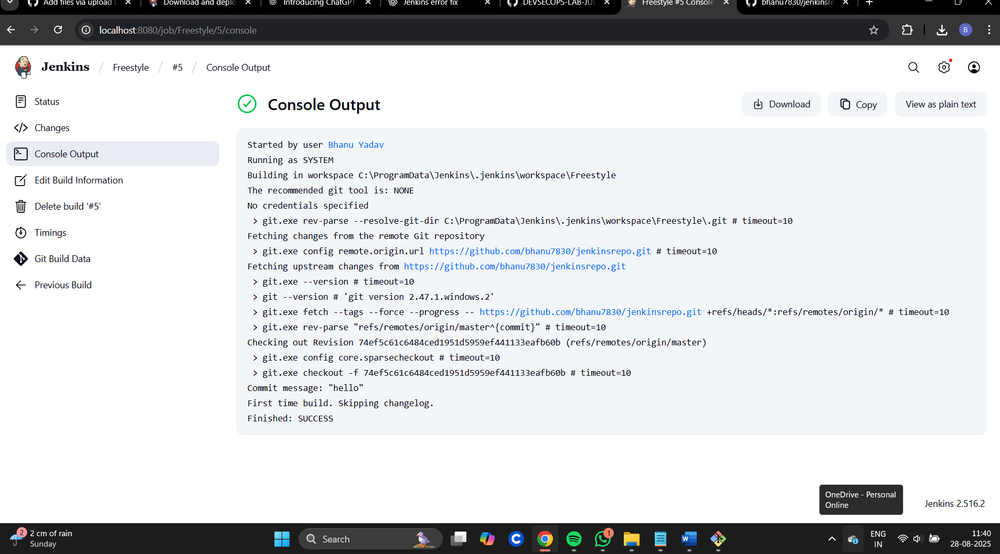 Add files via upload
Download and deplo
Introducing ChatGPT
Jenkins error fix
DEVSECOPS-LAB-JUL
Freestyle #5 Console
bhanu7830/jenkinsre
localhost:8080/job/Freestyle/5/console
B
Jenkins / Freestyle / #5 / Console Output
Status
Changes
Console Output
Edit Build Information
Delete build ‘#5’
Timings
Git Build Data
Previous Build
Console Output
Download
Copy
View as plain text
Started by user Bhanu Yadav
Running as SYSTEM
Building in workspace C:\ProgramData\Jenkins\.jenkins\workspace\Freestyle
The recommended git tool is: NONE
No credentials specified
 > git.exe rev-parse --resolve-git-dir C:\ProgramData\Jenkins\.jenkins\workspace\Freestyle\.git # timeout=10
Fetching changes from the remote Git repository
 > git.exe config remote.origin.url https://github.com/bhanu7830/jenkinsrepo.git # timeout=10
Fetching upstream changes from https://github.com/bhanu7830/jenkinsrepo.git
 > git.exe --version # timeout=10
 > git --version # 'git version 2.47.1.windows.2'
 > git.exe fetch --tags --force --progress -- https://github.com/bhanu7830/jenkinsrepo.git +refs/heads/*:refs/remotes/origin/* # timeout=10
 > git.exe rev-parse "refs/remotes/origin/master^{commit}" # timeout=10
Checking out Revision 74ef5c61c6484ced1951d5959ef441133eafb60b (refs/remotes/origin/master)
 > git.exe config core.sparsecheckout # timeout=10
 > git.exe checkout -f 74ef5c61c6484ced1951d5959ef441133eafb60b # timeout=10
Commit message: "hello"
First time build. Skipping changelog.
Finished: SUCCESS
OneDrive - Personal
Online
Jenkins 2.516.2
2
2 cm of rain
Sunday
Search
1
ENG
IN
11:40
28-08-2025